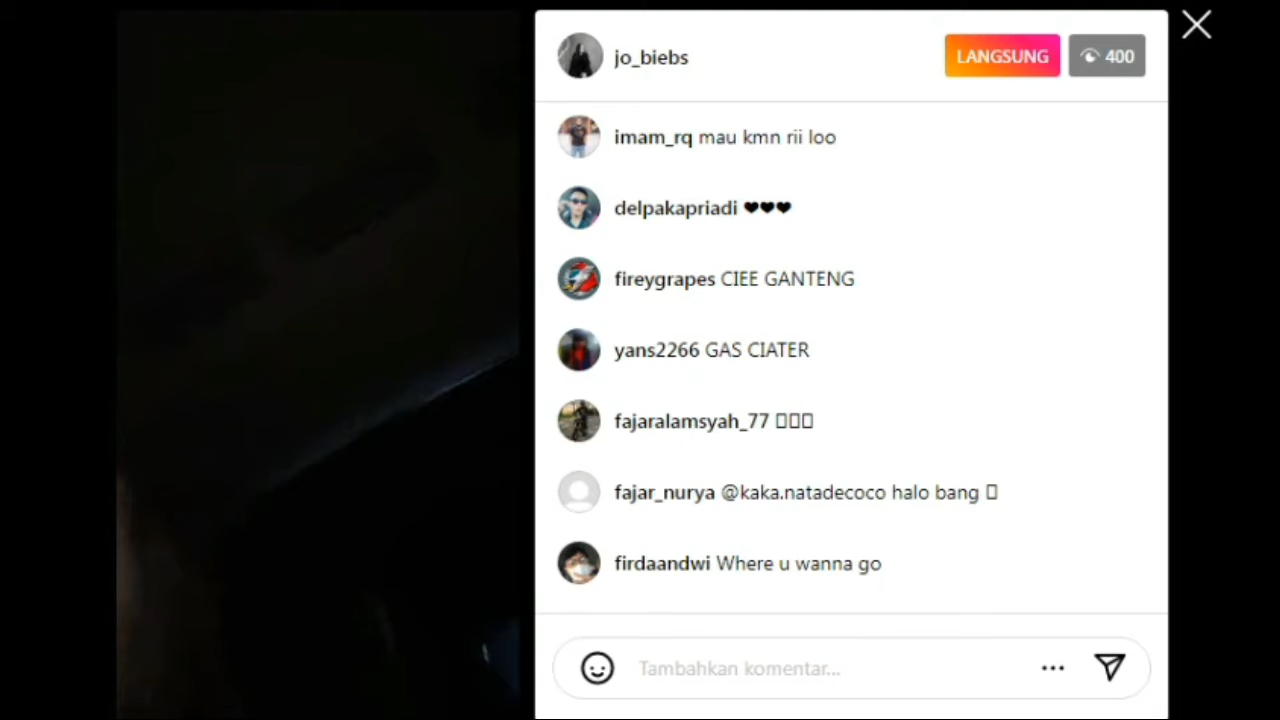 jo_biebs LANGSUNG 400
imam_rq mau kmn rii loo
delpakapriadi ❤❤❤
fireygrapes CIEE GANTENG
yans2266 GAS CIATER
fajaralamsyah_77 ▯▯▯
fajar_nurya @kaka.natadecoco halo bang ▯
firdaandwi Where u wanna go
Tambahkan komentar...